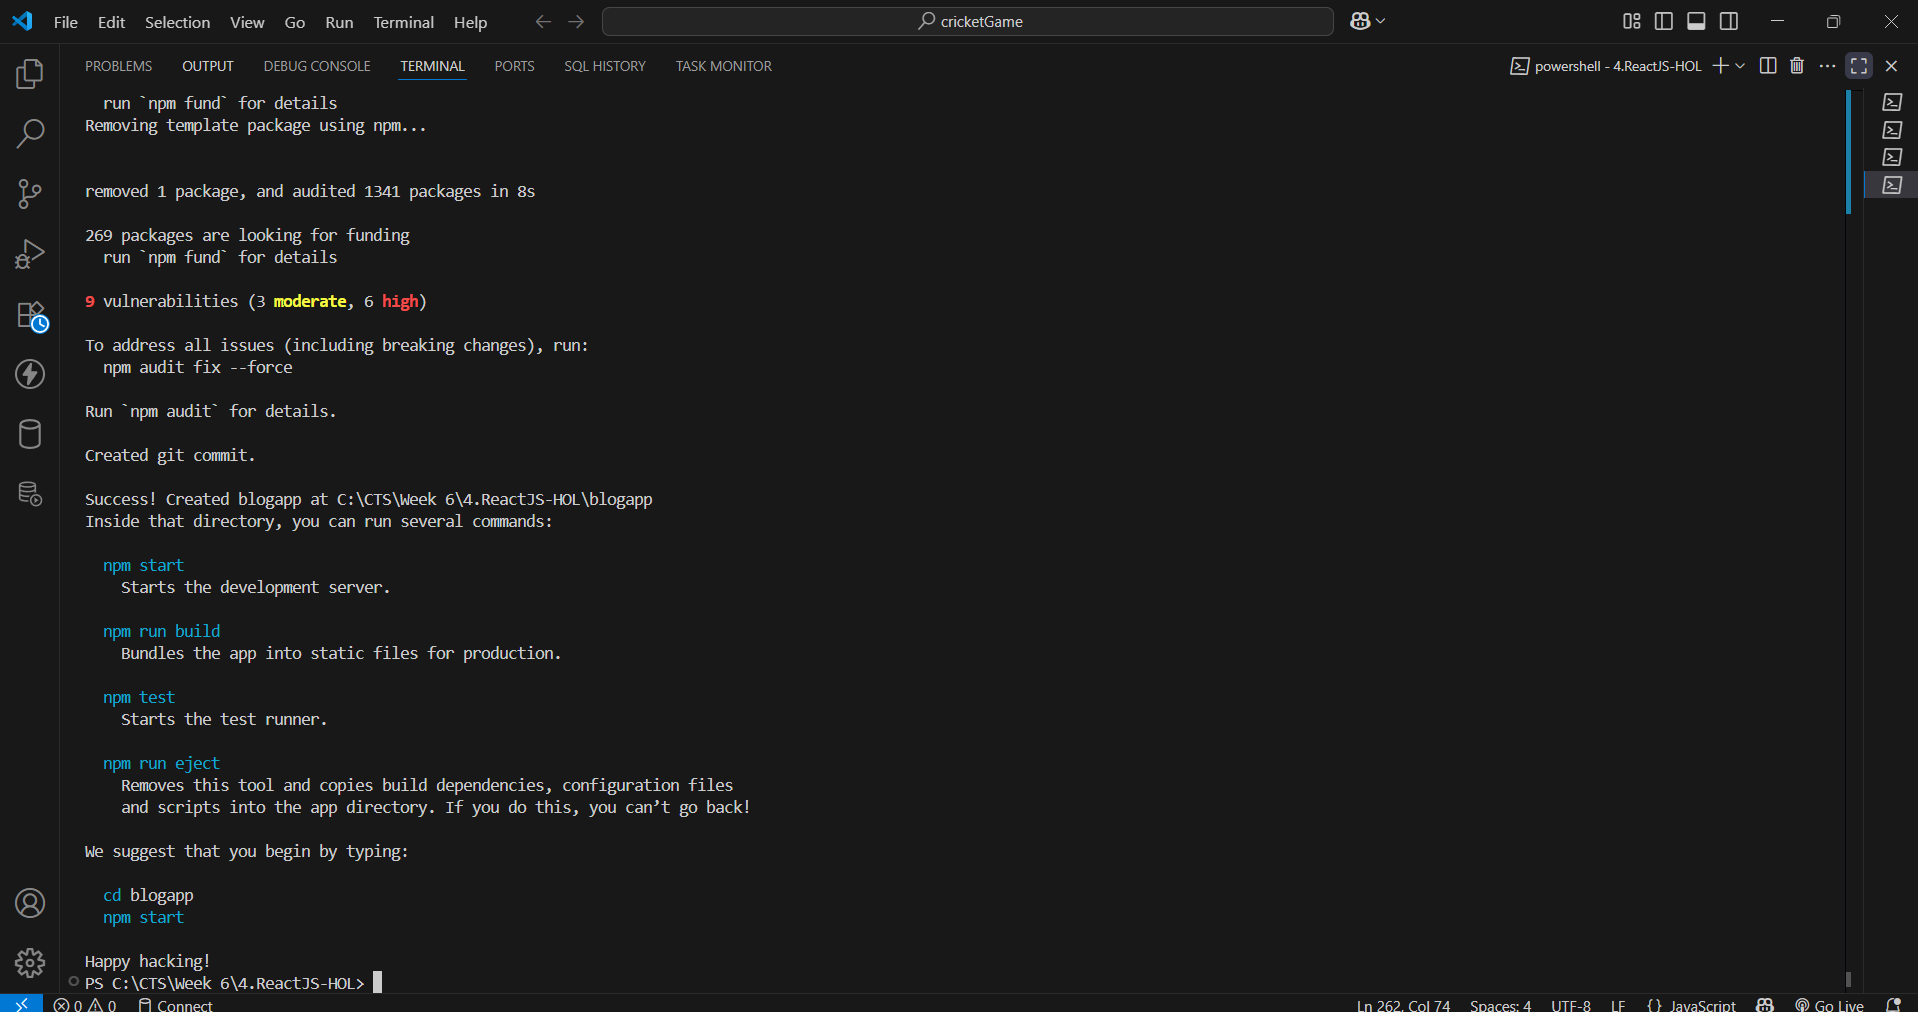 File Edit Selection View Go Run Terminal Help
cricketGame
PROBLEMS OUTPUT DEBUG CONSOLE TERMINAL PORTS SQL HISTORY TASK MONITOR
powershell - 4.ReactJS-HOL
run `npm fund` for details
Removing template package using npm...
removed 1 package, and audited 1341 packages in 8s
269 packages are looking for funding
run `npm fund` for details
9 vulnerabilities (3 moderate, 6 high)
To address all issues (including breaking changes), run:
npm audit fix --force
Run `npm audit` for details.
Created git commit.
Success! Created blogapp at C:\CTS\Week 6\4.ReactJS-HOL\blogapp
Inside that directory, you can run several commands:
npm start
Starts the development server.
npm run build
Bundles the app into static files for production.
npm test
Starts the test runner.
npm run eject
Removes this tool and copies build dependencies, configuration files
and scripts into the app directory. If you do this, you can’t go back!
We suggest that you begin by typing:
cd blogapp
npm start
Happy hacking!
PS C:\CTS\Week 6\4.ReactJS-HOL>
0 0 Connect
Ln 262, Col 74 Spaces: 4 UTF-8 LF {} JavaScript Go Live